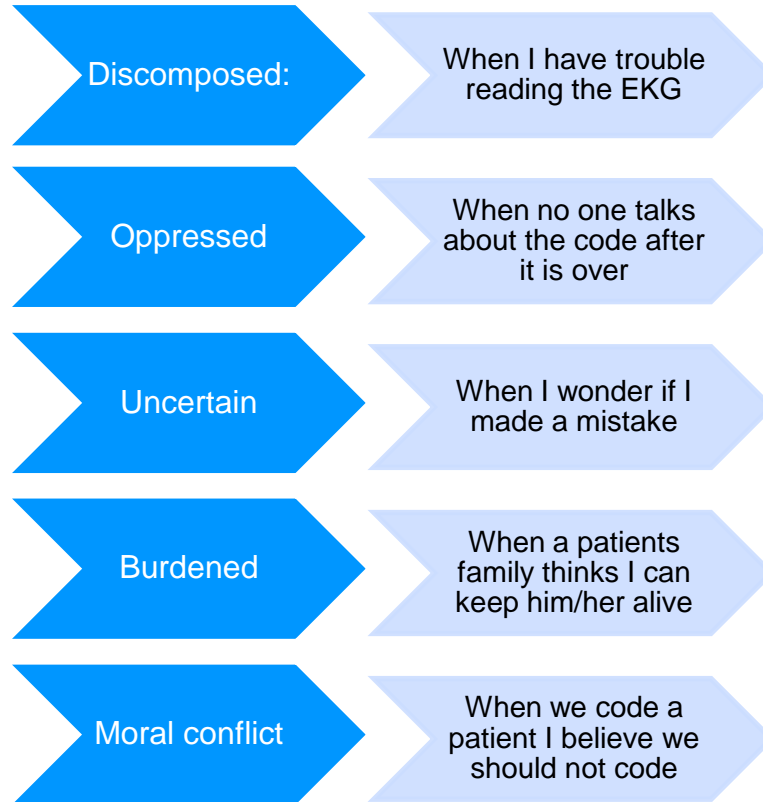 Discomposed:
When I have trouble
reading the EKG
Oppressed
When no one talks
about the code after
it is over
Uncertain
When I wonder if I
made a mistake
Burdened
When a patients
family thinks I can
keep him/her alive
Moral conflict
When we code a
patient I believe we
should not code